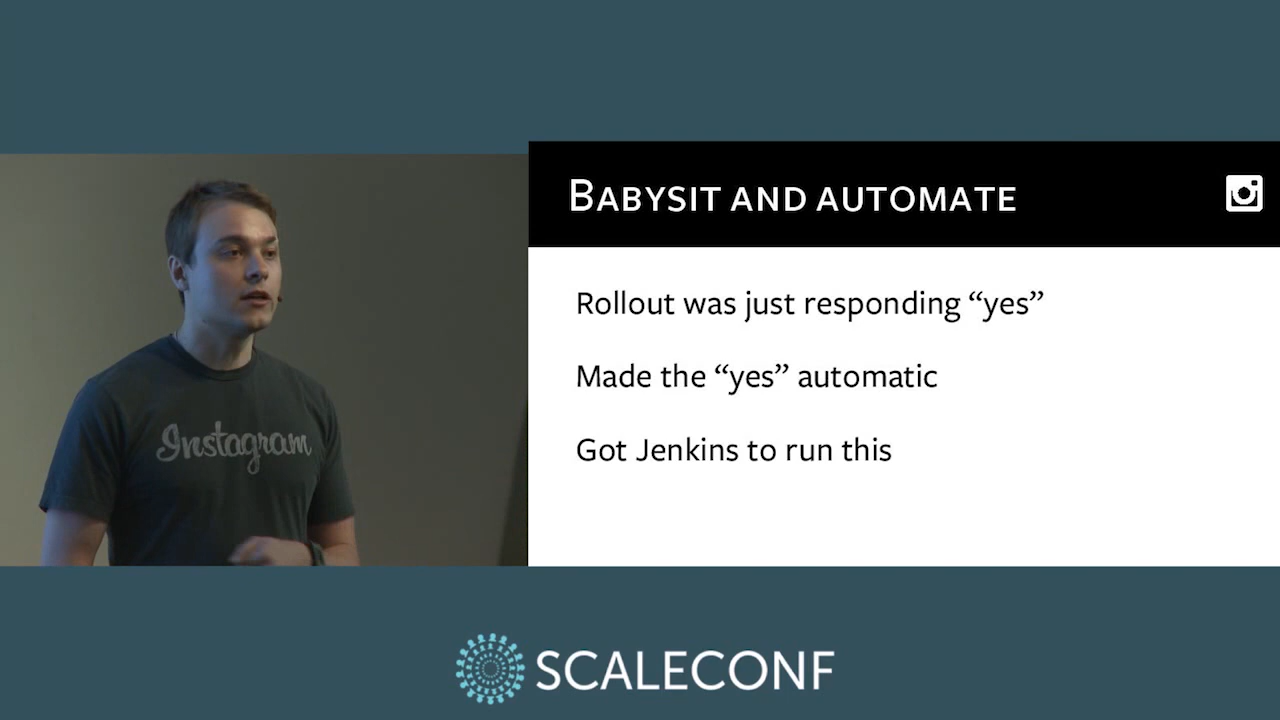 BABYSIT AND AUTOMATE
Rollout was just responding “yes”
Made the “yes” automatic
Got Jenkins to run this
Instagram
SCALECONF